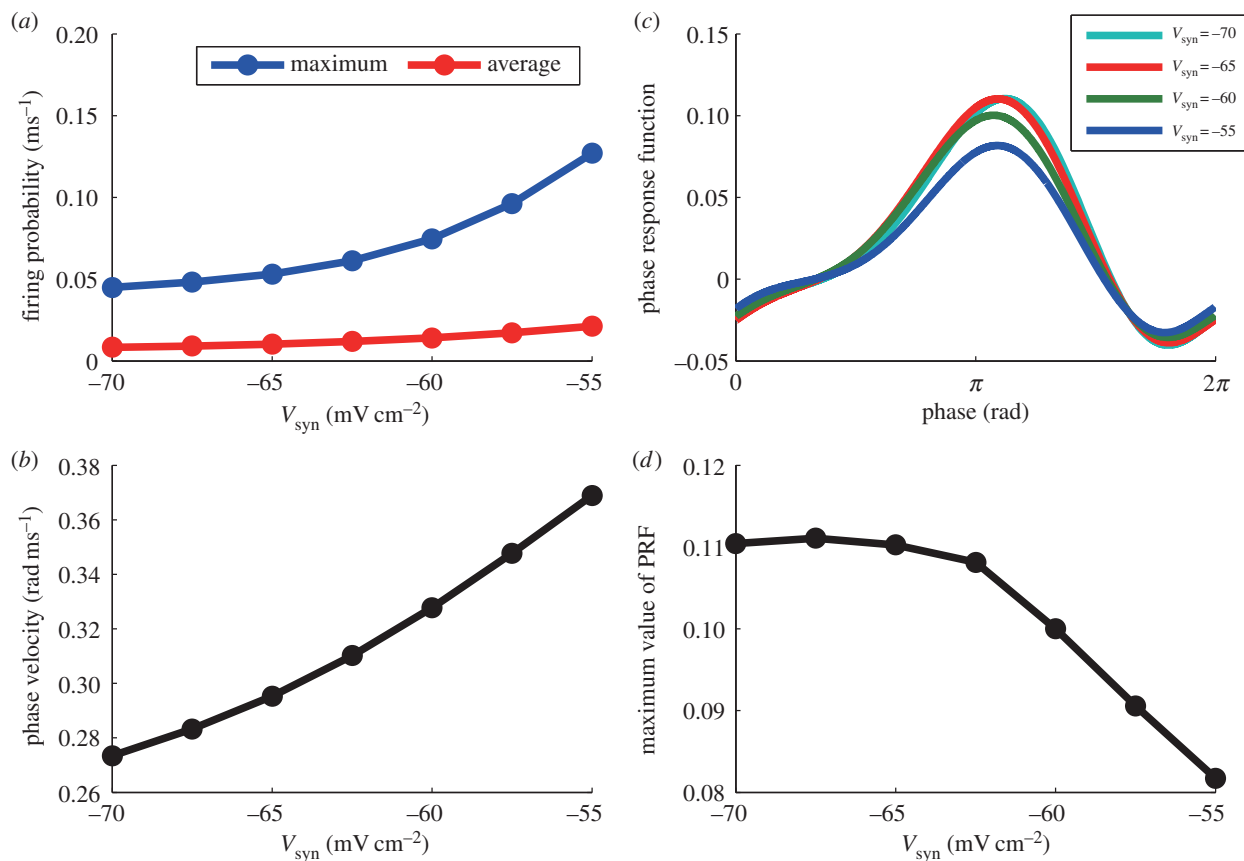 (a)
0.20
0.15
0.10
0.05
0
firing probability (ms⁻¹)
maximum
average
−70
−65
−60
−55
V_syn (mV cm⁻²)
(c)
0.15
0.10
0.05
0
−0.05
phase response function
V_syn = −70
V_syn = −65
V_syn = −60
V_syn = −55
0
π
2π
phase (rad)
(b)
0.38
0.36
0.34
0.32
0.30
0.28
0.26
phase velocity (rad ms⁻¹)
−70
−65
−60
−55
V_syn (mV cm⁻²)
(d)
0.12
0.11
0.10
0.09
0.08
maximum value of PRF
−70
−65
−60
−55
V_syn (mV cm⁻²)